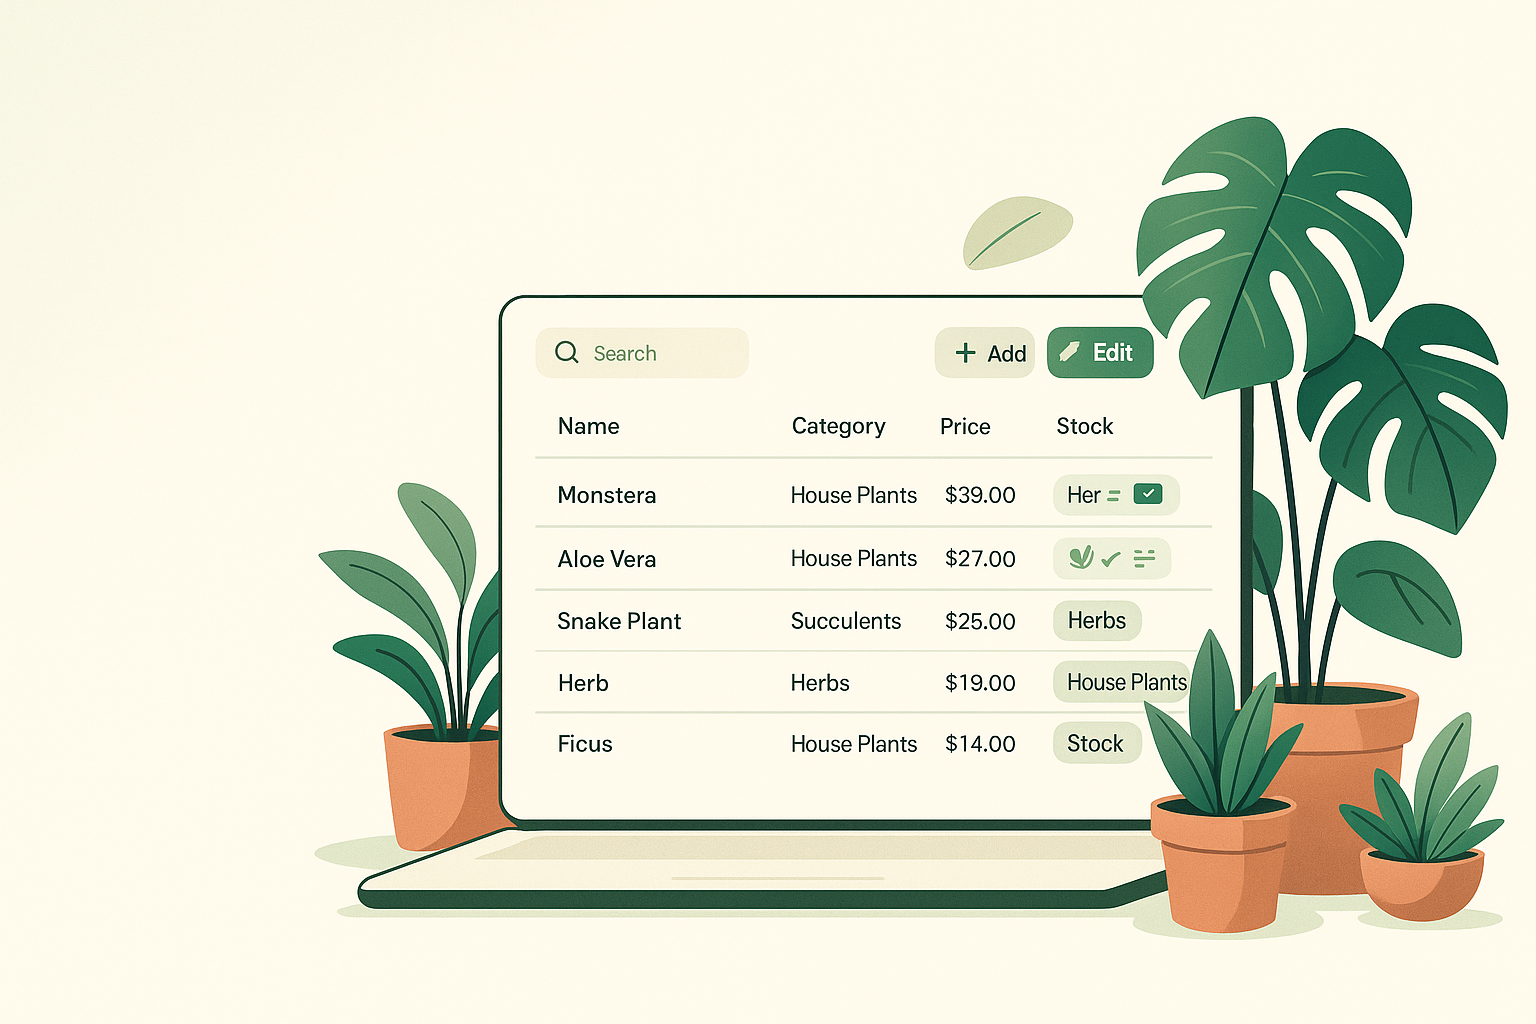 Search + Add Edit
Name Category Price Stock
Monstera House Plants $39.00 Her
Aloe Vera House Plants $27.00
Snake Plant Succulents $25.00 Herbs
Herb Herbs $19.00 House Plants
Ficus House Plants $14.00 Stock